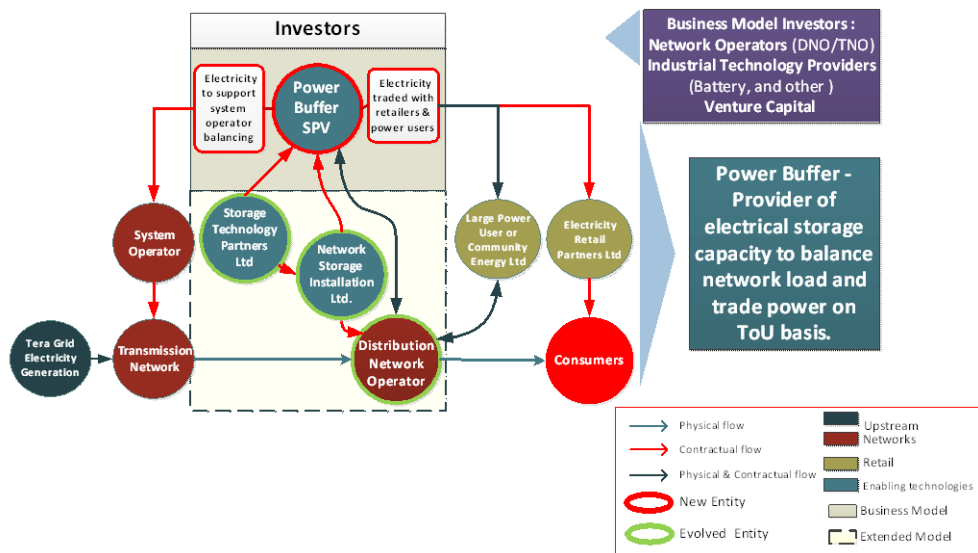 Investors
Electricity
to support
system
operator
balancing
Power
Buffer
SPV
Electricity
traded with
retailers &
power users
Business Model Investors :
Network Operators (DNO/TNO)
Industrial Technology Providers
(Battery, and other )
Venture Capital
Power Buffer -
Provider of
electrical storage
capacity to balance
network load and
trade power on
ToU basis.
System
Operator
Storage
Technology
Partners
Ltd
Network
Storage
Installation
Ltd.
Large Power
User or
Community
Energy Ltd
Electricity
Retail
Partners Ltd
Tera Grid
Electricity
Generation
Transmission
Network
Distribution
Network
Operator
Consumers
Physical flow
Contractual flow
Physical & Contractual flow
New Entity
Evolved Entity
Upstream
Networks
Retail
Enabling technologies
Business Model
Extended Model